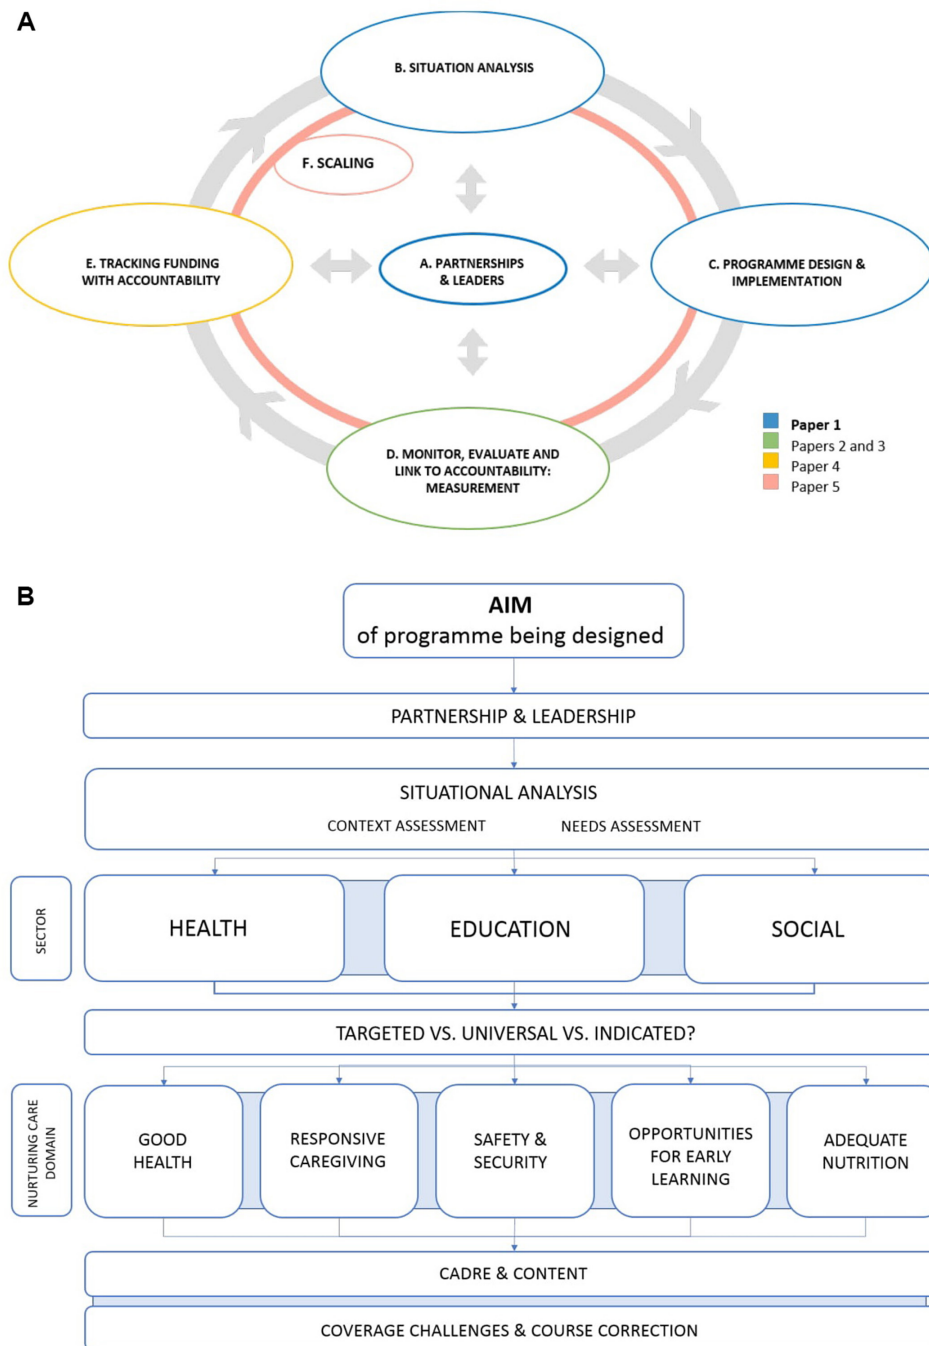 A
B. SITUATION ANALYSIS
F. SCALING
E. TRACKING FUNDING
WITH ACCOUNTABILITY
A. PARTNERSHIPS
& LEADERS
C. PROGRAMME DESIGN &
IMPLEMENTATION
D. MONITOR, EVALUATE AND
LINK TO ACCOUNTABILITY:
MEASUREMENT
Paper 1
Papers 2 and 3
Paper 4
Paper 5
B
AIM
of programme being designed
PARTNERSHIP & LEADERSHIP
SITUATIONAL ANALYSIS
CONTEXT ASSESSMENT NEEDS ASSESSMENT
SECTOR
HEALTH
EDUCATION
SOCIAL
TARGETED VS. UNIVERSAL VS. INDICATED?
NURTURING CARE
DOMAIN
GOOD
HEALTH
RESPONSIVE
CAREGIVING
SAFETY &
SECURITY
OPPORTUNITIES
FOR EARLY
LEARNING
ADEQUATE
NUTRITION
CADRE & CONTENT
COVERAGE CHALLENGES & COURSE CORRECTION